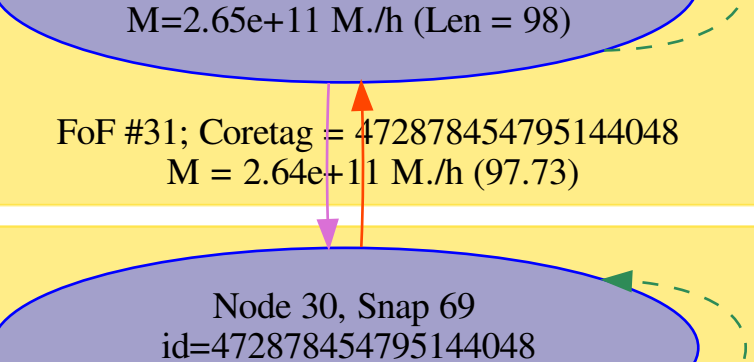 M=2.65e+11 M./h (Len = 98)
FoF #31; Coretag = 472878454795144048
M = 2.64e+11 M./h (97.73)
Node 30, Snap 69
id=472878454795144048